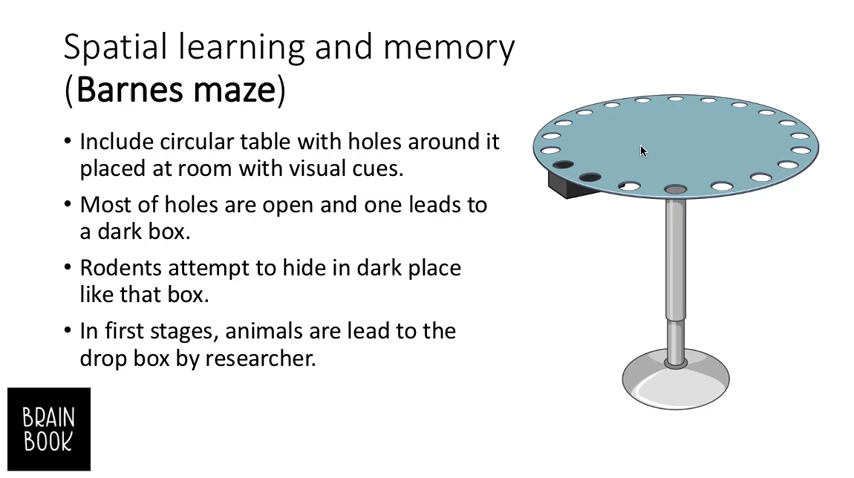 Spatial learning and memory
(Barnes maze)
• Include circular table with holes around it
placed at room with visual cues.
• Most of holes are open and one leads to
a dark box.
• Rodents attempt to hide in dark place
like that box.
• In first stages, animals are lead to the
drop box by researcher.
BRAIN
BOOK